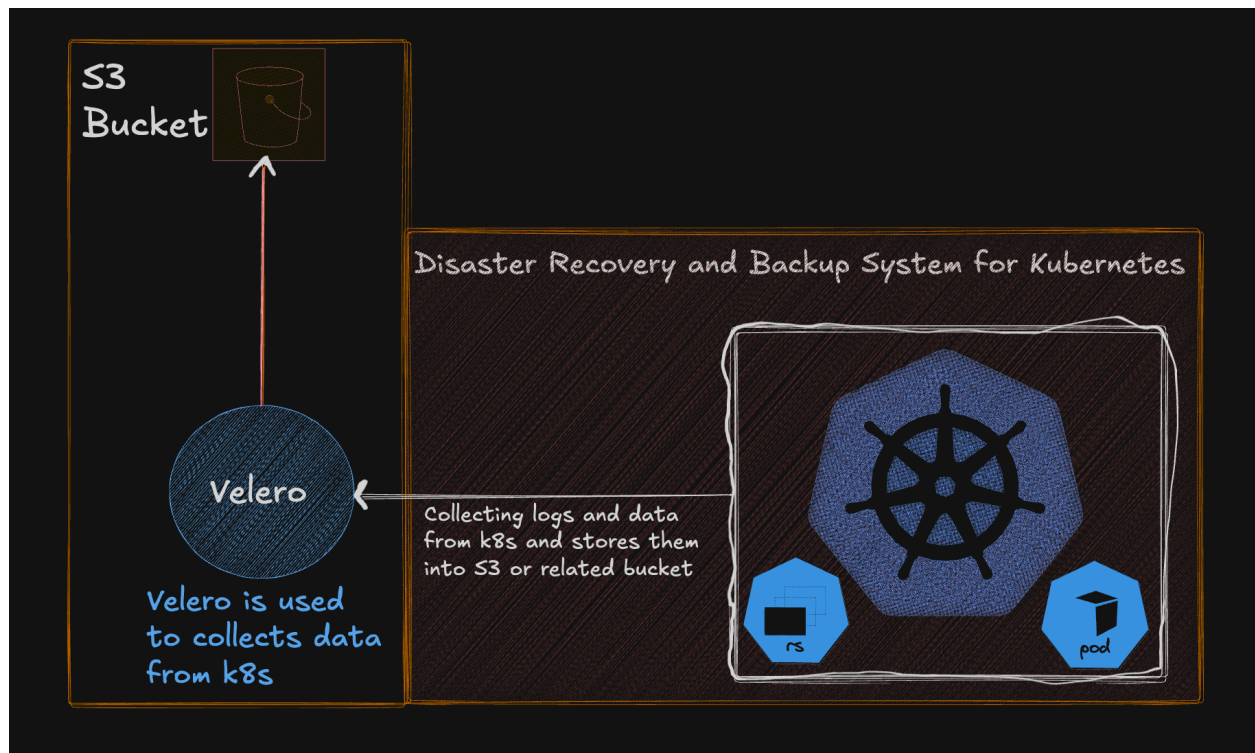 S3
Bucket
Disaster Recovery and Backup System for Kubernetes
Velero
Collecting logs and data
from k8s and stores them
into S3 or related bucket
Velero is used
to collects data
from k8s
rs
pod